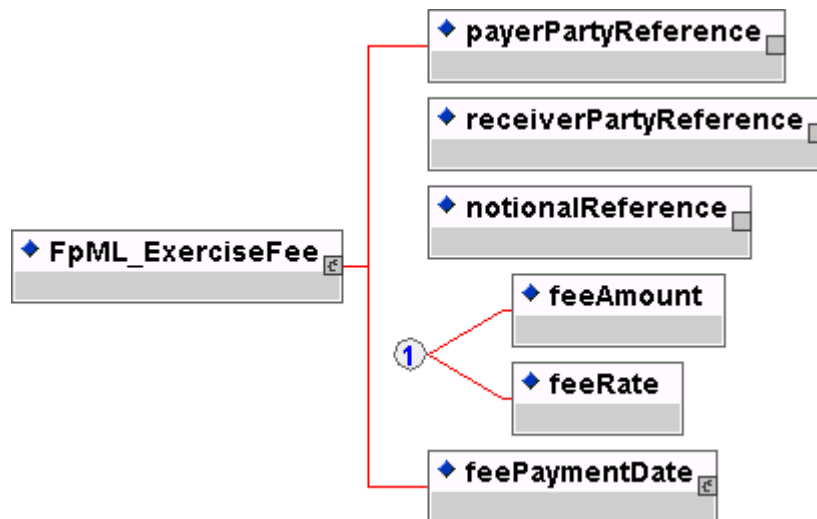 payerPartyReference
receiverPartyReference
notionalReference
FpML_ExerciseFee
feeAmount
1
feeRate
feePaymentDate